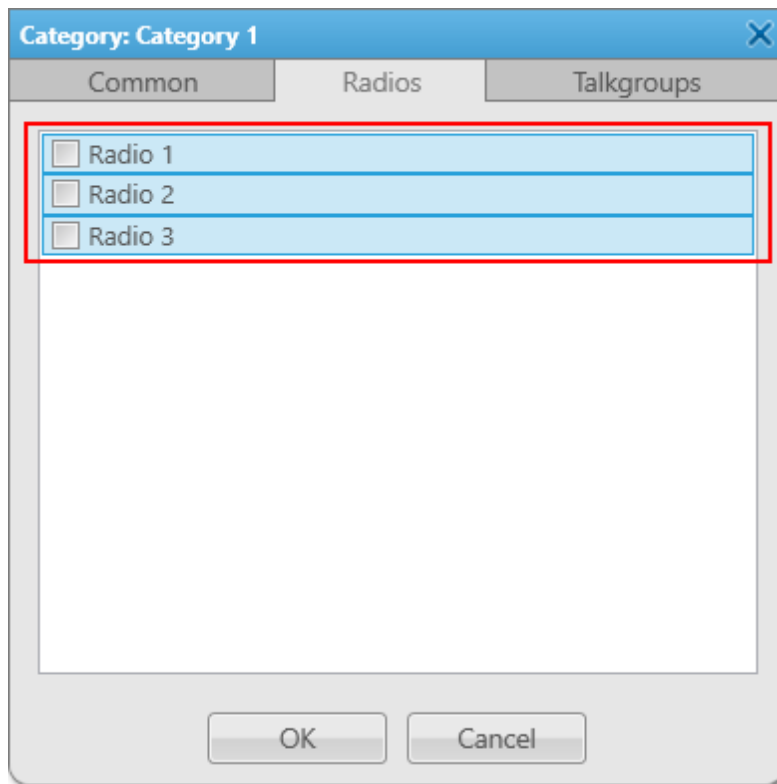 Category: Category 1
Common Radios Talkgroups
Radio 1
Radio 2
Radio 3
OK Cancel